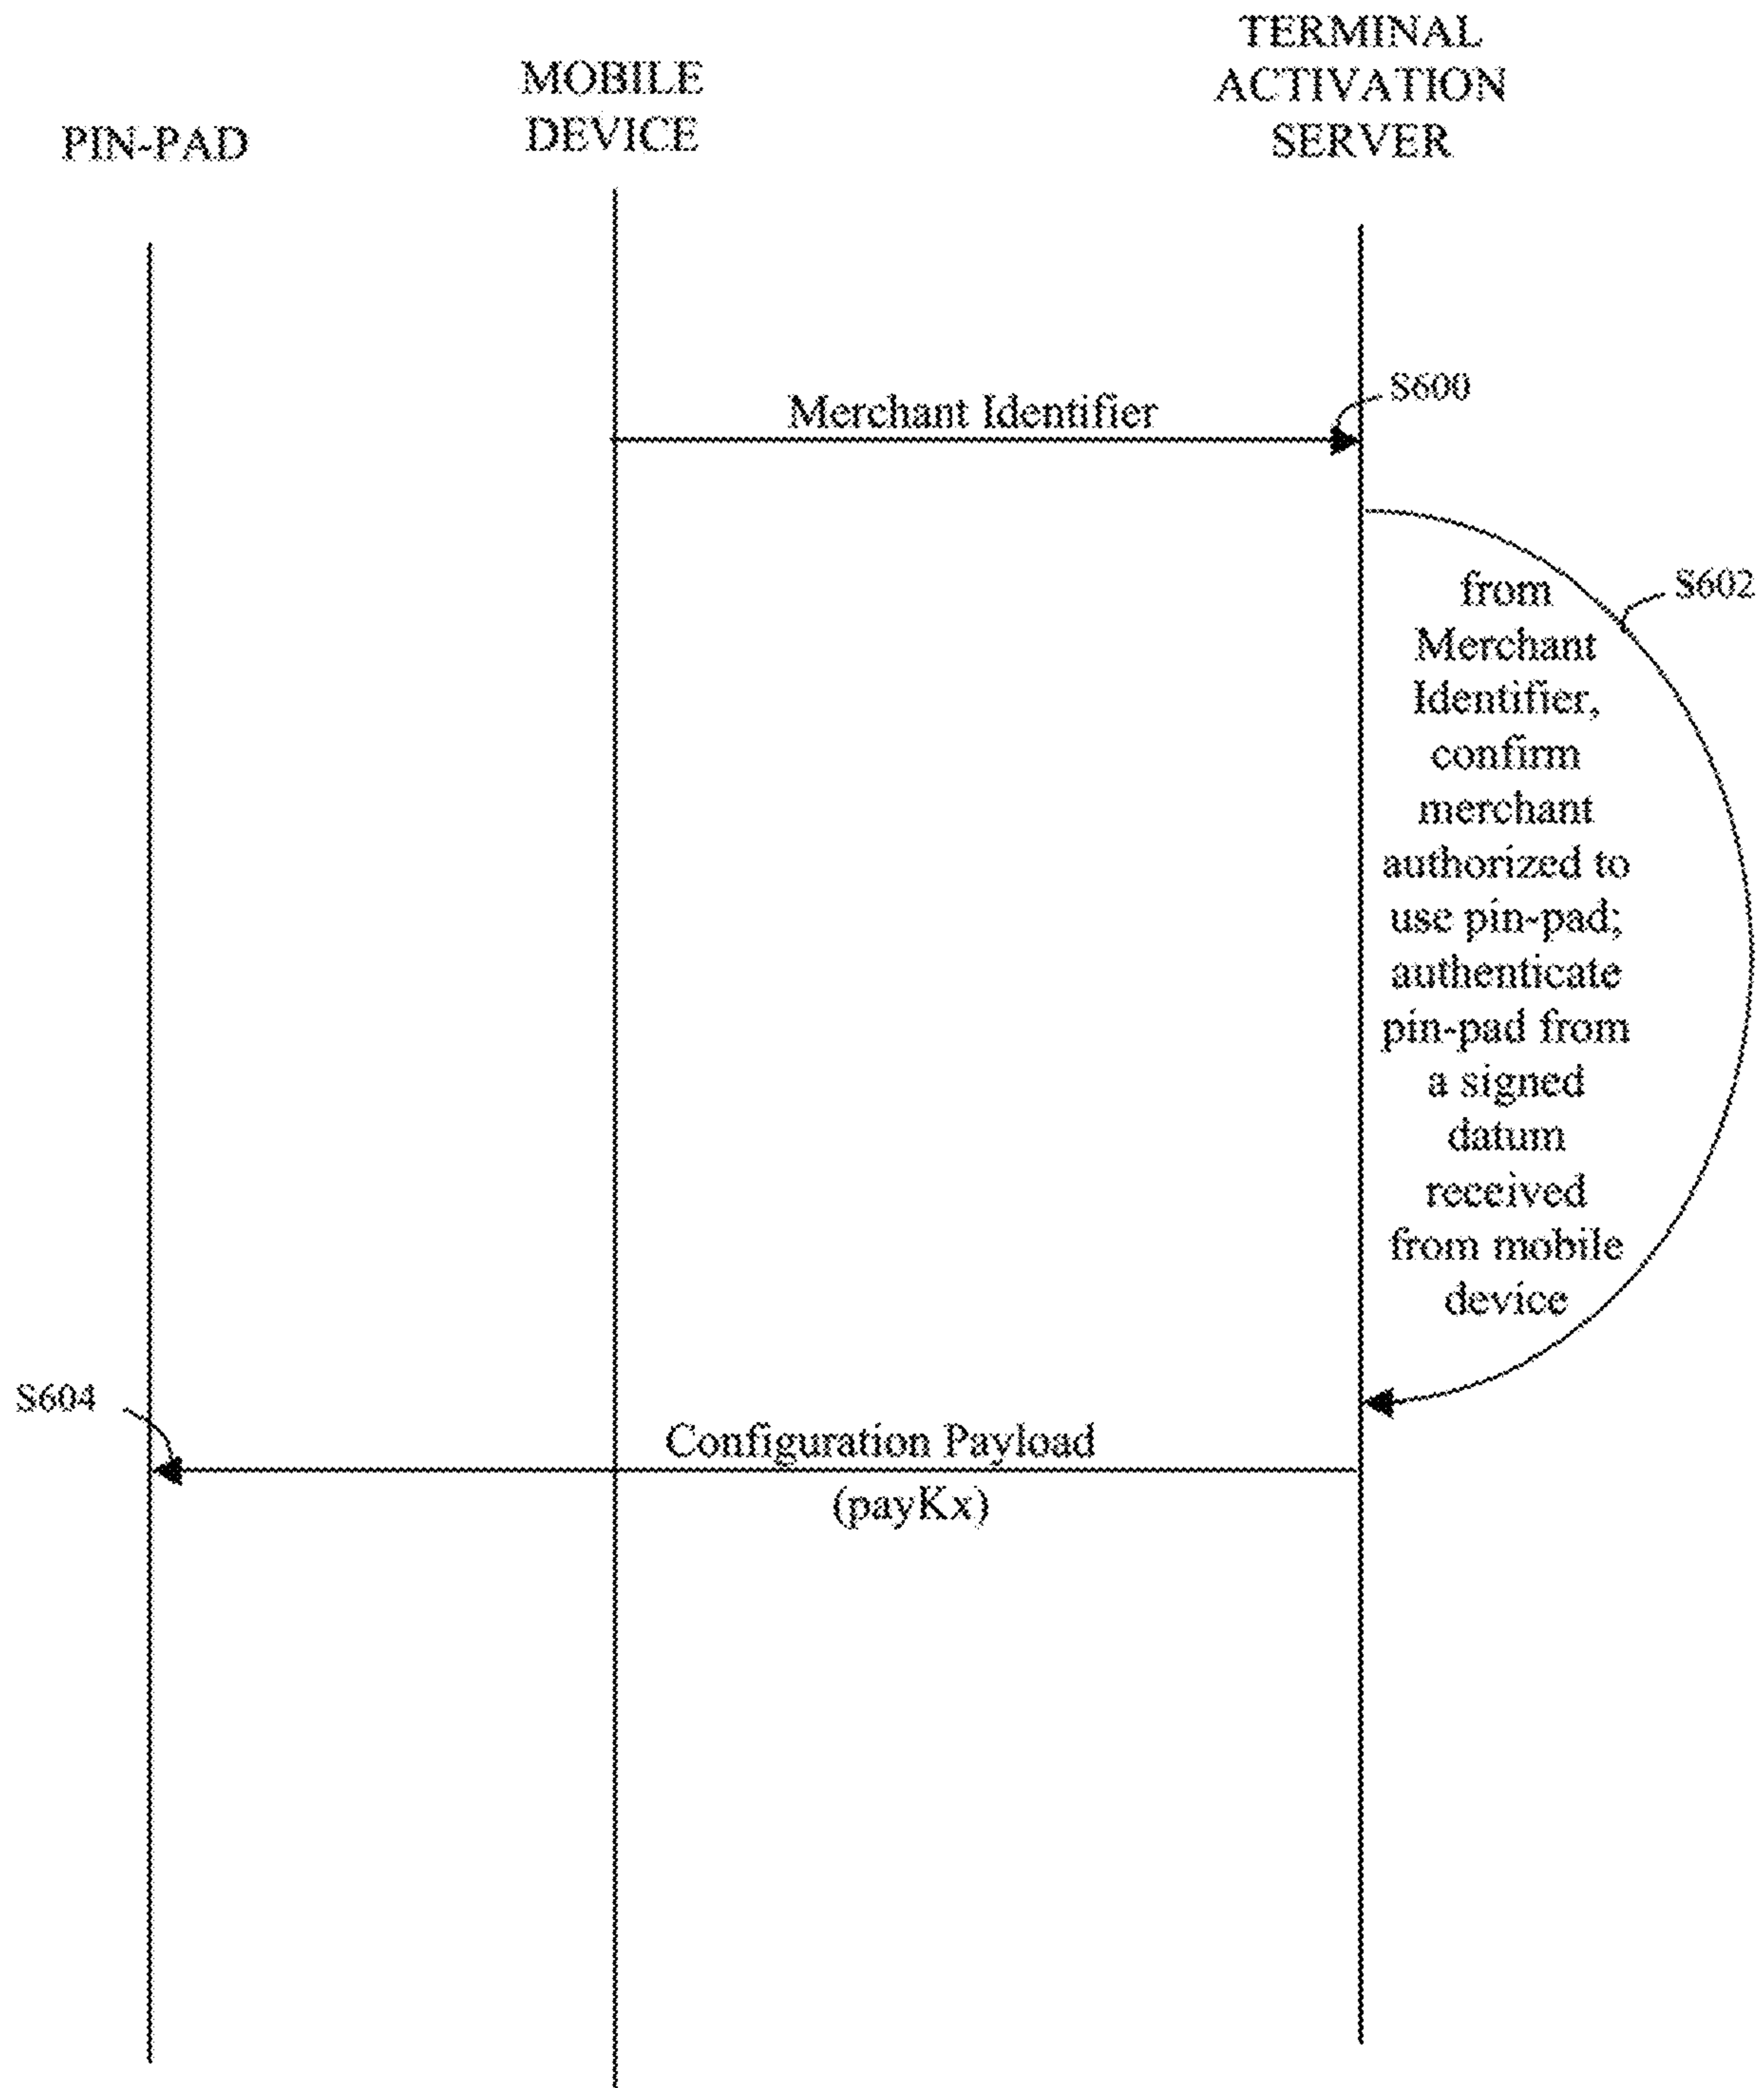 PIN-PAD
MOBILE
DEVICE
TERMINAL
ACTIVATION
SERVER
Merchant Identifier
S600
S602
from
Merchant
Identifier,
confirm
merchant
authorized to
use pin-pad;
authenticate
pin-pad from
a signed
datum
received
from mobile
device
S604
Configuration Payload
(payKx)